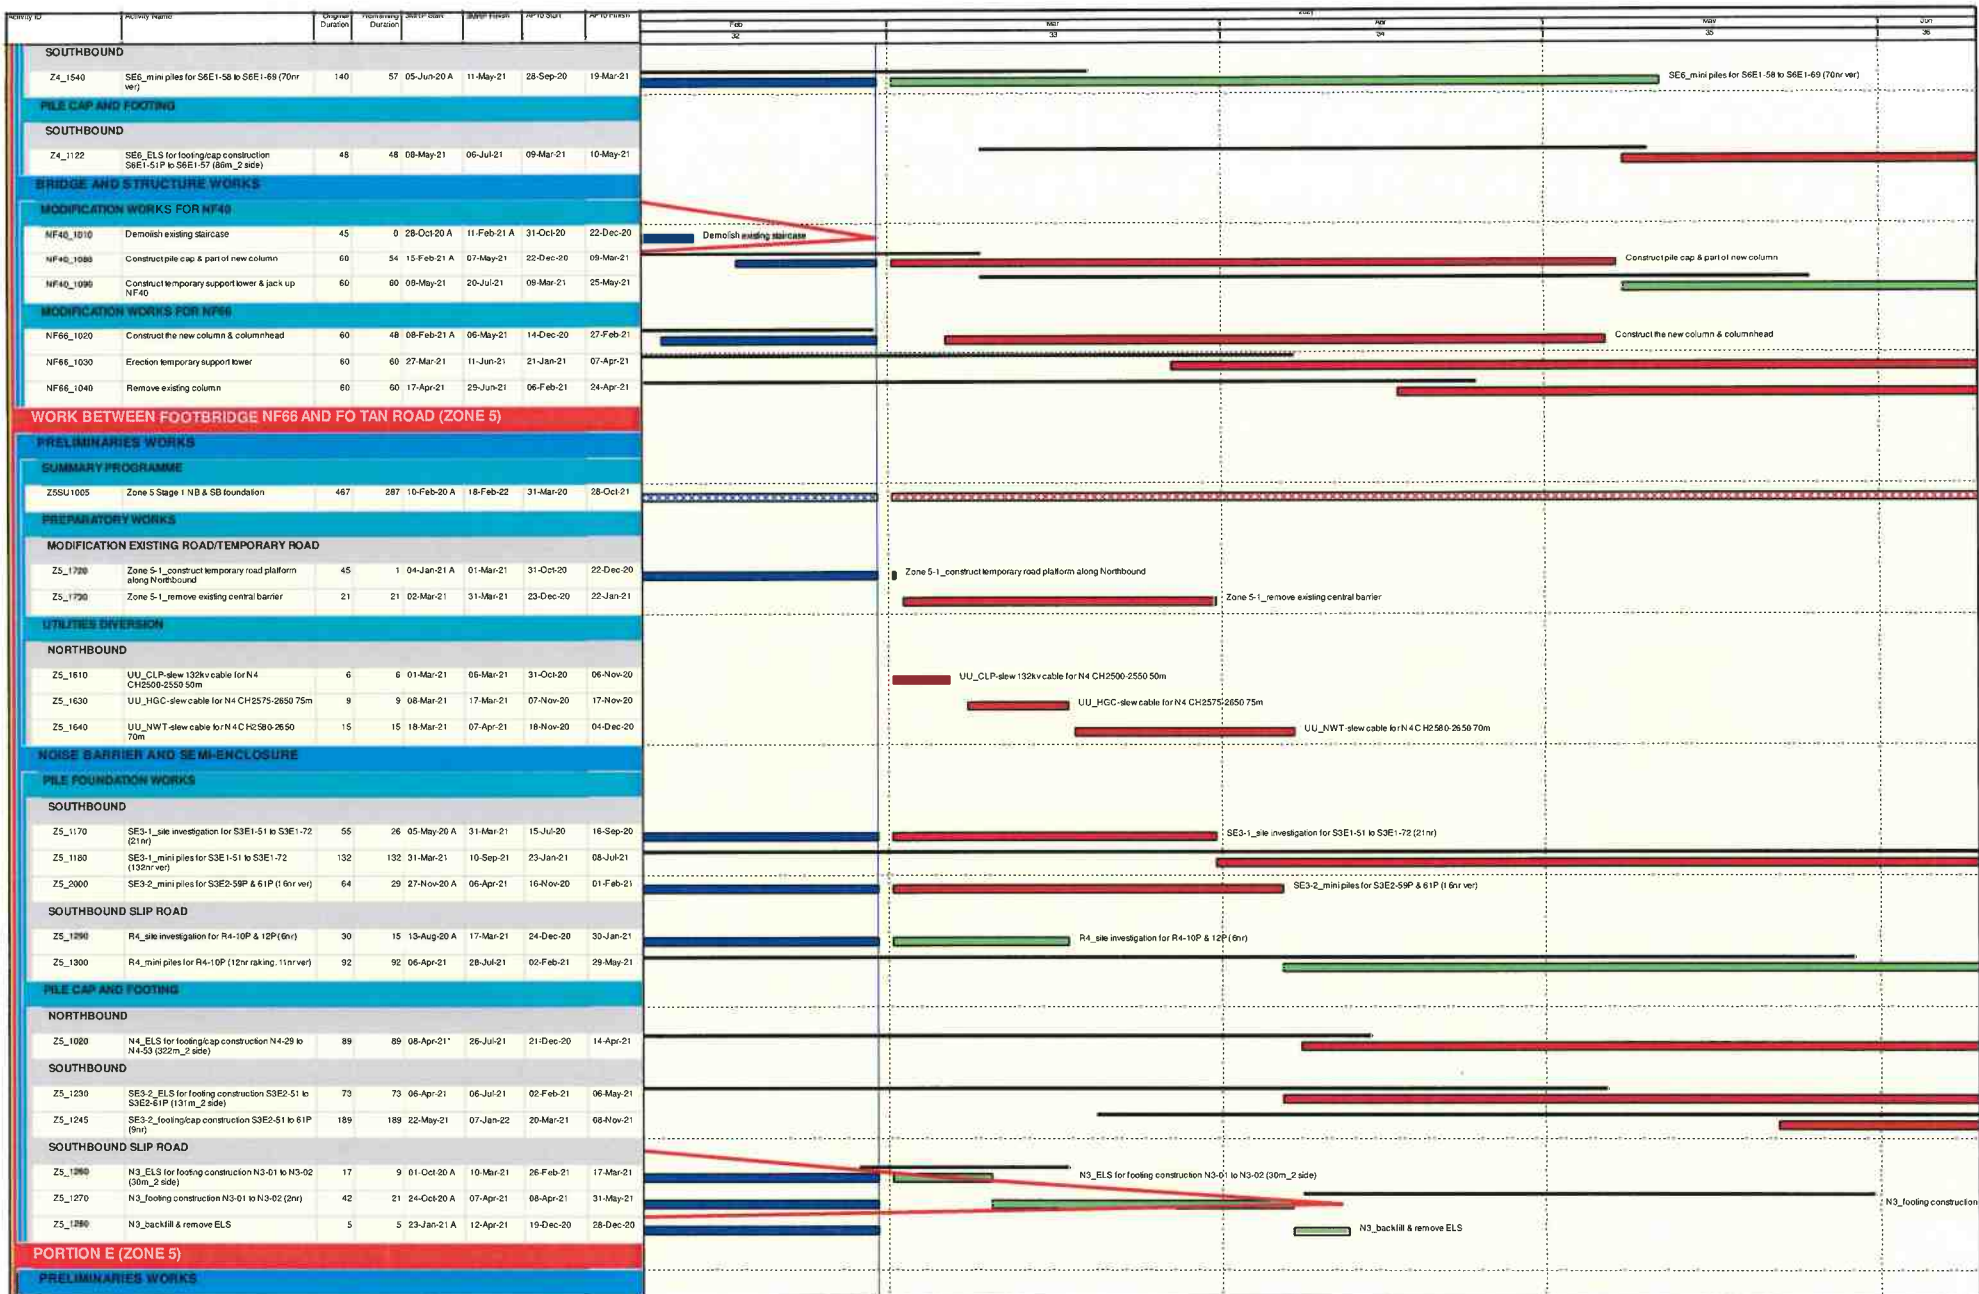 Activity ID Activity Name Original Duration Remaining Duration 3MRP Start 3MRP Finish AP10 Start AP10 Finish 2021
Feb Mar Apr May Jun
32 33 34 35 36
SOUTHBOUND
Z4_1540 SE6_mini piles for S6E1-58 to S6E1-69 (70nr ver) 140 57 05-Jun-20 A 11-May-21 28-Sep-20 19-Mar-21 SE6_mini piles for S6E1-58 to S6E1-69 (70nr ver)
PILE CAP AND FOOTING
SOUTHBOUND
Z4_1122 SE6_ELS for footing/cap construction S6E1-51P to S6E1-57 (86m_2 side) 48 48 08-May-21 06-Jul-21 09-Mar-21 10-May-21
BRIDGE AND STRUCTURE WORKS
MODIFICATION WORKS FOR NF40
NF40_1010 Demolish existing staircase 45 0 28-Oct-20 A 11-Feb-21 A 31-Oct-20 22-Dec-20 Demolish existing staircase
NF40_1080 Construct pile cap & part of new column 60 54 15-Feb-21 A 07-May-21 22-Dec-20 09-Mar-21 Construct pile cap & part of new column
NF40_1090 Construct temporary support tower & jack up NF40 60 60 08-May-21 20-Jul-21 09-Mar-21 25-May-21
MODIFICATION WORKS FOR NF66
NF66_1020 Construct the new column & columnhead 60 48 08-Feb-21 A 06-May-21 14-Dec-20 27-Feb-21 Construct the new column & columnhead
NF66_1030 Erection temporary support tower 60 60 27-Mar-21 11-Jun-21 21-Jan-21 07-Apr-21
NF66_1040 Remove existing column 60 60 17-Apr-21 29-Jun-21 06-Feb-21 24-Apr-21
WORK BETWEEN FOOTBRIDGE NF66 AND FO TAN ROAD (ZONE 5)
PRELIMINARIES WORKS
SUMMARY PROGRAMME
Z5SU1005 Zone 5 Stage 1 NB & SB foundation 467 287 10-Feb-20 A 18-Feb-22 31-Mar-20 28-Oct-21
PREPARATORY WORKS
MODIFICATION EXISTING ROAD/TEMPORARY ROAD
Z5_1720 Zone 5-1_construct temporary road platform along Northbound 45 1 04-Jan-21 A 01-Mar-21 31-Oct-20 22-Dec-20 Zone 5-1_construct temporary road platform along Northbound
Z5_1730 Zone 5-1_remove existing central barrier 21 21 02-Mar-21 31-Mar-21 23-Dec-20 22-Jan-21 Zone 5-1_remove existing central barrier
UTILITIES DIVERSION
NORTHBOUND
Z5_1610 UU_CLP-slew 132kv cable for N4 CH2500-2550 50m 6 6 01-Mar-21 06-Mar-21 31-Oct-20 06-Nov-20 UU_CLP-slew 132kv cable for N4 CH2500-2550 50m
Z5_1630 UU_HGC-slew cable for N4 CH2575-2650 75m 9 9 08-Mar-21 17-Mar-21 07-Nov-20 17-Nov-20 UU_HGC-slew cable for N4 CH2575-2650 75m
Z5_1640 UU_NWT-slew cable for N4 CH2580-2650 70m 15 15 18-Mar-21 07-Apr-21 18-Nov-20 04-Dec-20 UU_NWT-slew cable for N4 CH2580-2650 70m
NOISE BARRIER AND SEMI-ENCLOSURE
PILE FOUNDATION WORKS
SOUTHBOUND
Z5_1170 SE3-1_site investigation for S3E1-51 to S3E1-72 (21nr) 55 26 05-May-20 A 31-Mar-21 15-Jul-20 16-Sep-20 SE3-1_site investigation for S3E1-51 to S3E1-72 (21nr)
Z5_1180 SE3-1_mini piles for S3E1-51 to S3E1-72 (132nr ver) 132 132 31-Mar-21 10-Sep-21 23-Jan-21 08-Jul-21
Z5_2000 SE3-2_mini piles for S3E2-59P & 61P (16nr ver) 64 29 27-Nov-20 A 06-Apr-21 16-Nov-20 01-Feb-21 SE3-2_mini piles for S3E2-59P & 61P (16nr ver)
SOUTHBOUND SLIP ROAD
Z5_1290 R4_site investigation for R4-10P & 12P (6nr) 30 15 13-Aug-20 A 17-Mar-21 24-Dec-20 30-Jan-21 R4_site investigation for R4-10P & 12P (6nr)
Z5_1300 R4_mini piles for R4-10P (12nr raking, 11nr ver) 92 92 06-Apr-21 28-Jul-21 02-Feb-21 29-May-21
PILE CAP AND FOOTING
NORTHBOUND
Z5_1020 N4_ELS for footing/cap construction N4-29 to N4-53 (322m_2 side) 89 89 08-Apr-21* 26-Jul-21 21-Dec-20 14-Apr-21
SOUTHBOUND
Z5_1230 SE3-2_ELS for footing construction S3E2-51 to S3E2-61P (131m_2 side) 73 73 06-Apr-21 06-Jul-21 02-Feb-21 06-May-21
Z5_1245 SE3-2_footing/cap construction S3E2-51 to 61P (9nr) 189 189 22-May-21 07-Jan-22 20-Mar-21 08-Nov-21
SOUTHBOUND SLIP ROAD
Z5_1260 N3_ELS for footing construction N3-01 to N3-02 (30m_2 side) 17 9 01-Oct-20 A 10-Mar-21 26-Feb-21 17-Mar-21 N3_ELS for footing construction N3-01 to N3-02 (30m_2 side)
Z5_1270 N3_footing construction N3-01 to N3-02 (2nr) 42 21 24-Oct-20 A 07-Apr-21 08-Apr-21 31-May-21 N3_footing construction
Z5_1280 N3_backfill & remove ELS 5 5 23-Jan-21 A 12-Apr-21 19-Dec-20 28-Dec-20 N3_backfill & remove ELS
PORTION E (ZONE 5)
PRELIMINARIES WORKS